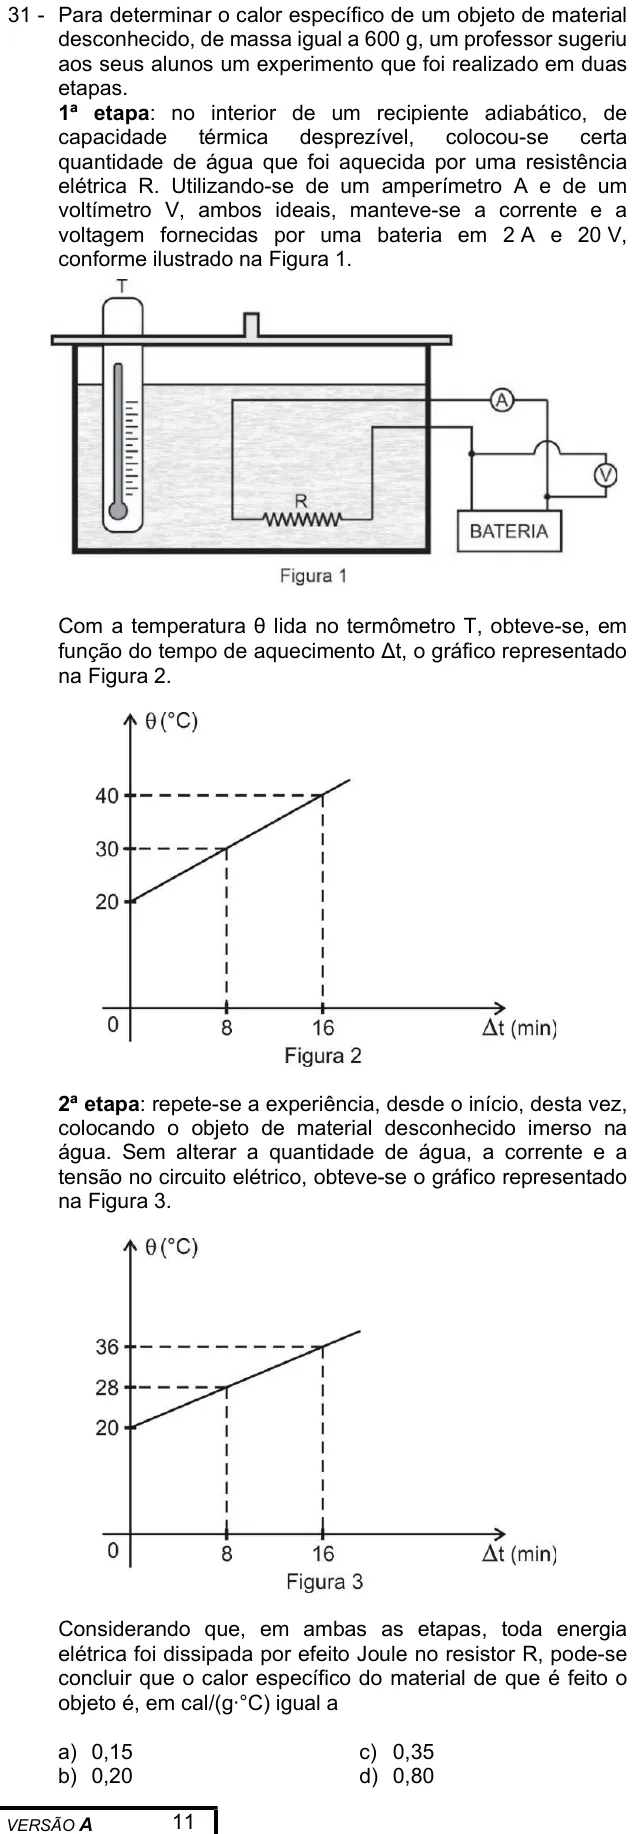 31 - Para determinar o calor específico de um objeto de material
desconhecido, de massa igual a 600 g, um professor sugeriu
aos seus alunos um experimento que foi realizado em duas
etapas.
1ª etapa: no interior de um recipiente adiabático, de
capacidade térmica desprezível, colocou-se certa
quantidade de água que foi aquecida por uma resistência
elétrica R. Utilizando-se de um amperímetro A e de um
voltímetro V, ambos ideais, manteve-se a corrente e a
voltagem fornecidas por uma bateria em 2 A e 20 V,
conforme ilustrado na Figura 1.
T
A
V
R
BATERIA
Figura 1
Com a temperatura θ lida no termômetro T, obteve-se, em
função do tempo de aquecimento Δt, o gráfico representado
na Figura 2.
θ (°C)
40
30
20
0
8
16
Δt (min)
Figura 2
2ª etapa: repete-se a experiência, desde o início, desta vez,
colocando o objeto de material desconhecido imerso na
água. Sem alterar a quantidade de água, a corrente e a
tensão no circuito elétrico, obteve-se o gráfico representado
na Figura 3.
θ (°C)
36
28
20
0
8
16
Δt (min)
Figura 3
Considerando que, em ambas as etapas, toda energia
elétrica foi dissipada por efeito Joule no resistor R, pode-se
concluir que o calor específico do material de que é feito o
objeto é, em cal/(g·°C) igual a
a) 0,15
b) 0,20
c) 0,35
d) 0,80
VERSÃO A
11